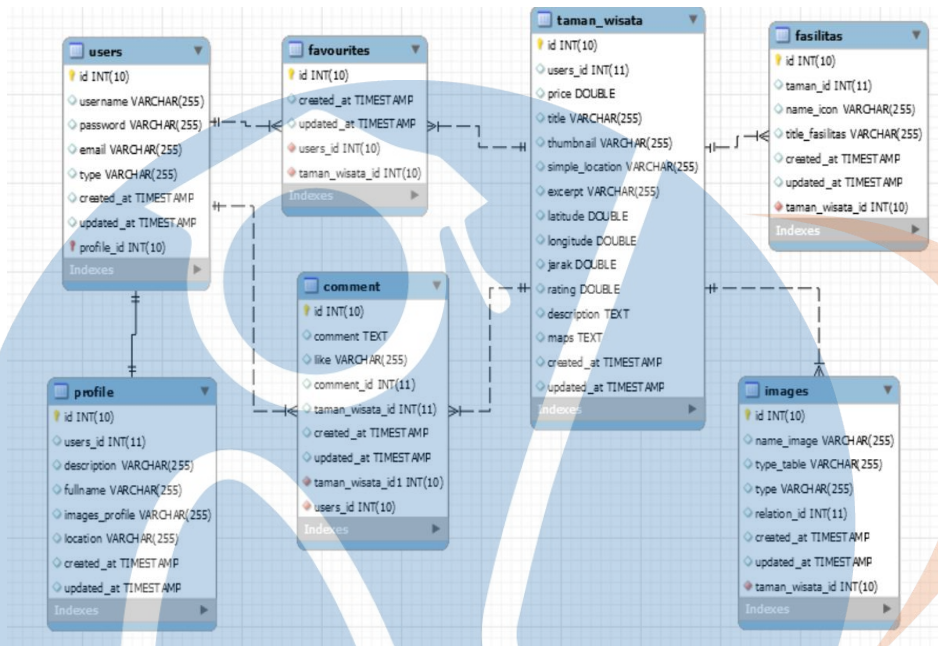 users
id INT(10)
username VARCHAR(255)
password VARCHAR(255)
email VARCHAR(255)
type VARCHAR(255)
created_at TIMESTAMP
updated_at TIMESTAMP
profile_id INT(10)
Indexes
favourites
id INT(10)
created_at TIMESTAMP
updated_at TIMESTAMP
users_id INT(10)
taman_wisata_id INT(10)
Indexes
taman_wisata
id INT(10)
users_id INT(11)
price DOUBLE
title VARCHAR(255)
thumbnail VARCHAR(255)
simple_location VARCHAR(255)
excerpt VARCHAR(255)
latitude DOUBLE
longitude DOUBLE
jarak DOUBLE
rating DOUBLE
description TEXT
maps TEXT
created_at TIMESTAMP
updated_at TIMESTAMP
Indexes
fasilitas
id INT(10)
taman_id INT(11)
name_icon VARCHAR(255)
title_fasilitas VARCHAR(255)
created_at TIMESTAMP
updated_at TIMESTAMP
taman_wisata_id INT(10)
Indexes
comment
id INT(10)
comment TEXT
like VARCHAR(255)
comment_id INT(11)
taman_wisata_id INT(11)
created_at TIMESTAMP
updated_at TIMESTAMP
taman_wisata_id1 INT(10)
users_id INT(10)
Indexes
profile
id INT(10)
users_id INT(11)
description VARCHAR(255)
fullname VARCHAR(255)
images_profile VARCHAR(255)
location VARCHAR(255)
created_at TIMESTAMP
updated_at TIMESTAMP
Indexes
images
id INT(10)
name_image VARCHAR(255)
type_table VARCHAR(255)
type VARCHAR(255)
relation_id INT(11)
created_at TIMESTAMP
updated_at TIMESTAMP
taman_wisata_id INT(10)
Indexes